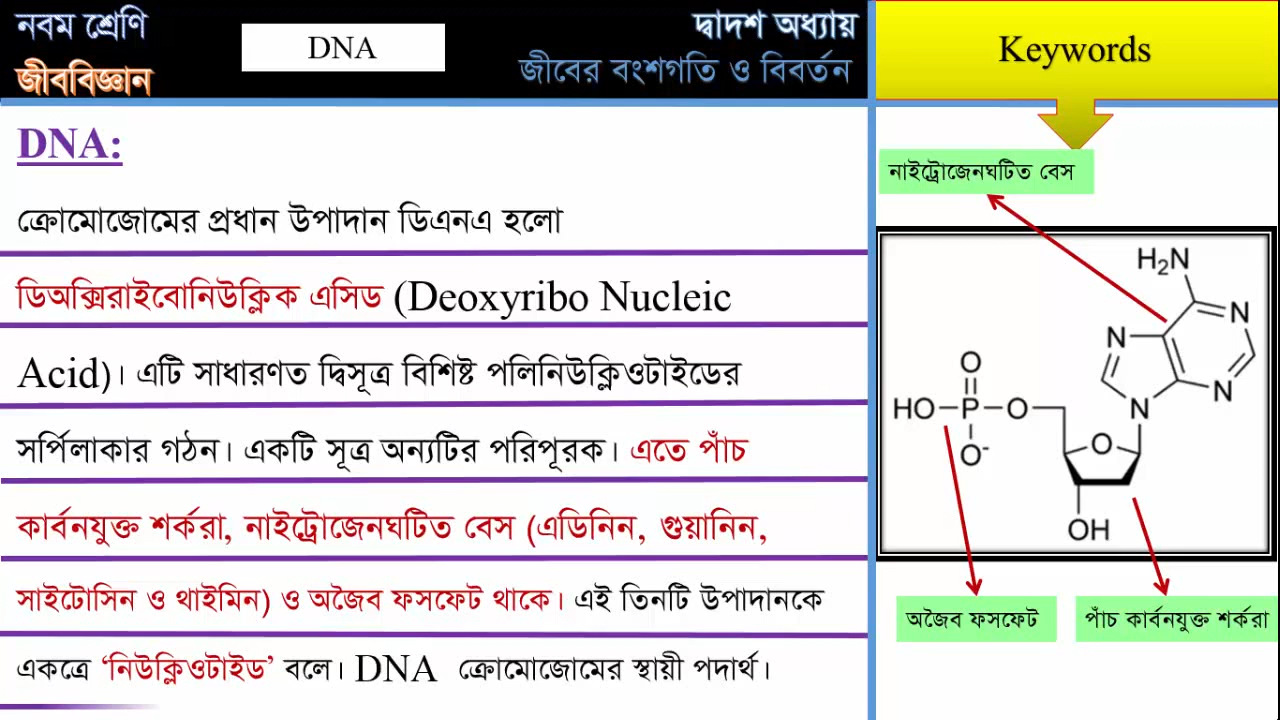 নবম শ্রেণি
জীববিজ্ঞান
DNA
দ্বাদশ অধ্যায়
জীবের বংশগতি ও বিবর্তন
Keywords
DNA:
ক্রোমোজোমের প্রধান উপাদান ডিএনএ হলো
ডিঅক্সিরাইবোনিউক্লিক এসিড (Deoxyribo Nucleic
Acid)। এটি সাধারণত দ্বিসূত্র বিশিষ্ট পলিনিউক্লিওটাইডের
সর্পিলাকার গঠন। একটি সূত্র অন্যটির পরিপূরক। এতে পাঁচ
কার্বনযুক্ত শর্করা, নাইট্রোজেনঘটিত বেস (এডিনিন, গুয়ানিন,
সাইটোসিন ও থাইমিন) ও অজৈব ফসফেট থাকে। এই তিনটি উপাদানকে
একত্রে ‘নিউক্লিওটাইড’ বলে। DNA ক্রোমোজোমের স্থায়ী পদার্থ।
নাইট্রোজেনঘটিত বেস
H₂N
N
N
N
O
HO
P
O
N
O⁻
O
OH
অজৈব ফসফেট
পাঁচ কার্বনযুক্ত শর্করা